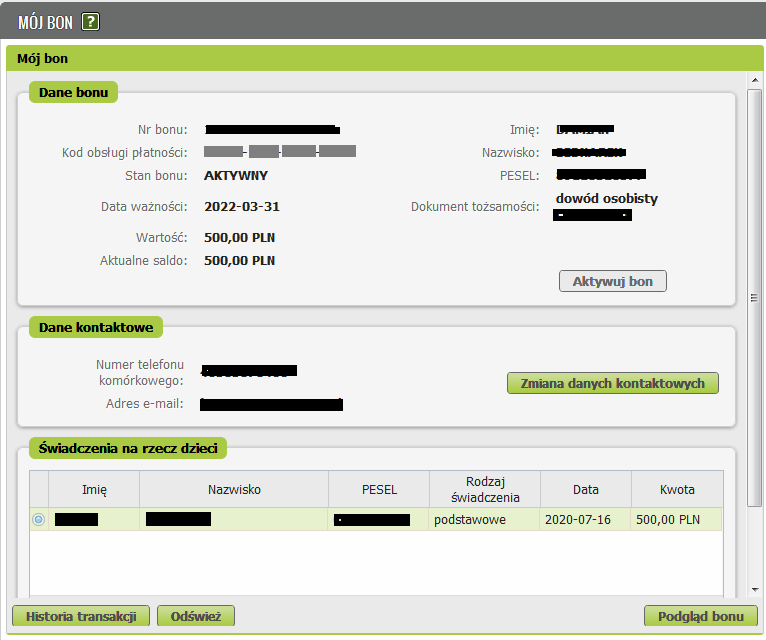 MÓJ BON ?
Mój bon
Dane bonu
Nr bonu:
Imię:
Kod obsługi płatności:
Nazwisko:
Stan bonu: AKTYWNY
PESEL:
Data ważności: 2022-03-31
Dokument tożsamości: dowód osobisty
Wartość: 500,00 PLN
Aktualne saldo: 500,00 PLN
Aktywuj bon
Dane kontaktowe
Numer telefonu
komórkowego:
Zmiana danych kontaktowych
Adres e-mail:
Świadczenia na rzecz dzieci
Imię Nazwisko PESEL Rodzaj świadczenia Data Kwota
podstawowe 2020-07-16 500,00 PLN
Historia transakcji Odśwież Podgląd bonu